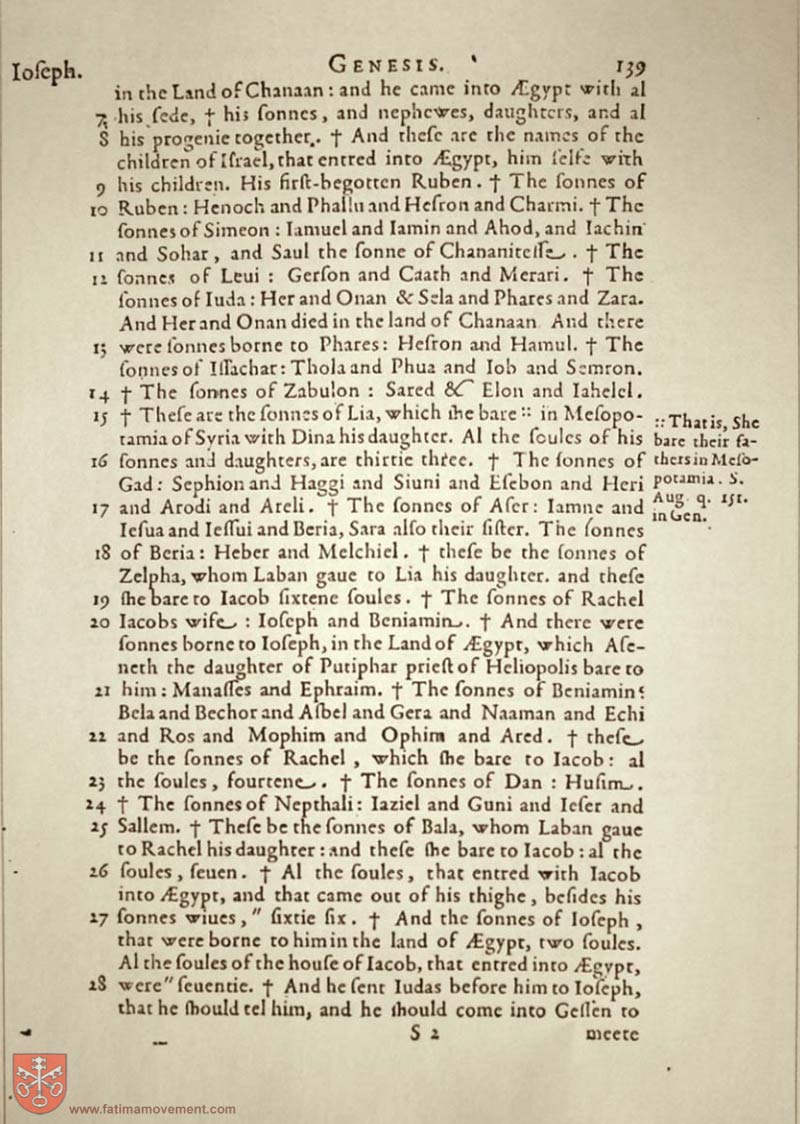 Ioſeph.
GENESIS.
139
in the Land of Chanaan: and he came into Ægypt with al
7 his ſede, † his ſonnes, and nephewes, daughters, and al
8 his progenie together. † And theſe are the names of the
children of Iſrael, that entred into Ægypt, him ſelfe with
9 his children. His firſt-begotten Ruben. † The ſonnes of
10 Ruben: Henoch and Phallu and Heſron and Charmi. † The
ſonnes of Simeon: Iamuel and Iamin and Ahod, and Iachin
11 and Sohar, and Saul the ſonne of Chananiteſſe. † The
12 ſonnes of Leui: Gerſon and Caath and Merari. † The
ſonnes of Iuda: Her and Onan & Sela and Phares and Zara.
And Her and Onan died in the land of Chanaan And there
13 were ſonnes borne to Phares: Heſron and Hamul. † The
ſonnes of Iſſachar: Thola and Phua and Iob and Semron.
14 † The ſonnes of Zabulon: Sared & Elon and Iahelel.
15 † Theſe are the ſonnes of Lia, which ſhe bare :: in Meſopo-
tamia of Syria with Dina his daughter. Al the ſoules of his
16 ſonnes and daughters, are thirtie three. † The ſonnes of
Gad: Sephion and Haggi and Siuni and Eſebon and Heri
17 and Arodi and Areli. † The ſonnes of Aſer: Iamne and
Ieſua and Ieſſui and Beria, Sara alſo their ſiſter. The ſonnes
18 of Beria: Heber and Melchiel. † theſe be the ſonnes of
Zelpha, whom Laban gaue to Lia his daughter. and theſe
19 ſhe bare to Iacob ſixtene ſoules. † The ſonnes of Rachel
20 Iacobs wife: Ioſeph and Beniamin. † And there were
ſonnes borne to Ioſeph, in the Land of Ægypt, which Aſe-
neth the daughter of Putiphar prieſt of Heliopolis bare to
21 him: Manaſſes and Ephraim. † The ſonnes of Beniamin:
Bela and Bechor and Aſbel and Gera and Naaman and Echi
22 and Ros and Mophim and Ophim and Ared. † theſe
be the ſonnes of Rachel, which ſhe bare to Iacob: al
23 the ſoules, fourtene. † The ſonnes of Dan: Huſim.
24 † The ſonnes of Nepthali: Iaziel and Guni and Ieſer and
25 Sallem. † Theſe be the ſonnes of Bala, whom Laban gaue
to Rachel his daughter: and theſe ſhe bare to Iacob: al the
26 ſoules, ſeuen. † Al the ſoules, that entred with Iacob
into Ægypt, and that came out of his thighe, beſides his
27 ſonnes wiues, " ſixtie ſix. † And the ſonnes of Ioſeph,
that were borne to him in the land of Ægypt, two ſoules.
Al the ſoules of the houſe of Iacob, that entred into Ægypt,
28 were " ſeuentie. † And he ſent Iudas before him to Ioſeph,
that he ſhould tel him, and he ſhould come into Geſſen to
S 2
meete
:: That is, She
bare their fa-
thers in Meſo-
potamia. S.
Aug. q. 151.
in Gen.
www.fatimamovement.com